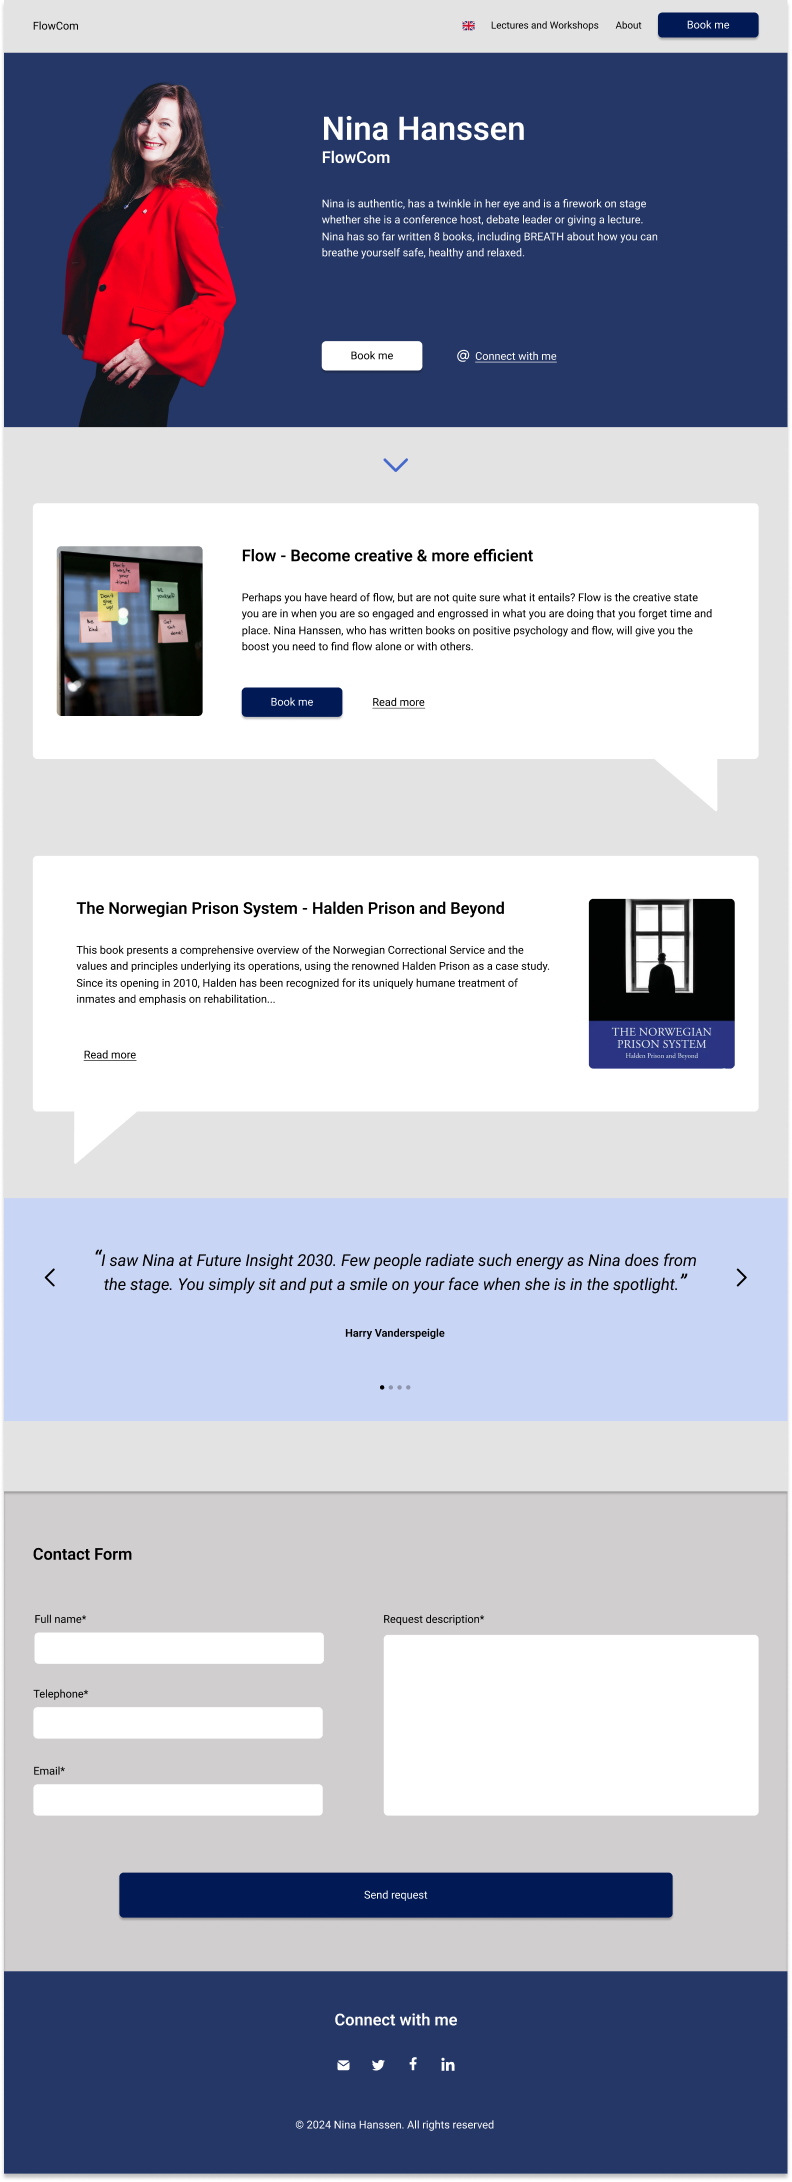 FlowCom
Lectures and Workshops
About
Book me
Nina Hanssen
FlowCom
Nina is authentic, has a twinkle in her eye and is a firework on stage
whether she is a conference host, debate leader or giving a lecture.
Nina has so far written 8 books, including BREATH about how you can
breathe yourself safe, healthy and relaxed.
Book me
@ Connect with me
Don't
waste
your
time!
Don't
give
up!
Be
yourself
Be
kind
Get
shit
done!
Flow - Become creative & more efficient
Perhaps you have heard of flow, but are not quite sure what it entails? Flow is the creative state
you are in when you are so engaged and engrossed in what you are doing that you forget time and
place. Nina Hanssen, who has written books on positive psychology and flow, will give you the
boost you need to find flow alone or with others.
Book me
Read more
The Norwegian Prison System - Halden Prison and Beyond
This book presents a comprehensive overview of the Norwegian Correctional Service and the
values and principles underlying its operations, using the renowned Halden Prison as a case study.
Since its opening in 2010, Halden has been recognized for its uniquely humane treatment of
inmates and emphasis on rehabilitation...
Read more
THE NORWEGIAN
PRISON SYSTEM
Halden Prison and Beyond
“I saw Nina at Future Insight 2030. Few people radiate such energy as Nina does from
the stage. You simply sit and put a smile on your face when she is in the spotlight.”
Harry Vanderspeigle
Contact Form
Full name*
Telephone*
Email*
Request description*
Send request
Connect with me
© 2024 Nina Hanssen. All rights reserved